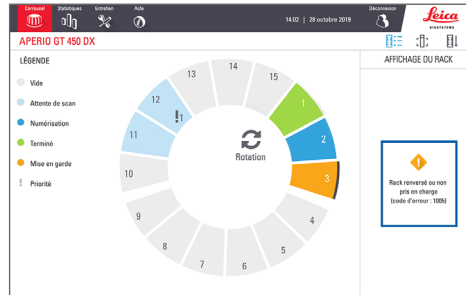 Carrousel Statistiques Entretien Aide
14:02 | 28 octobre 2019
Déconnexion
Leica
BIOSYSTEMS
APERIO GT 450 DX
LÉGENDE
Vide
Attente de scan
Numérisation
Terminé
Mise en garde
! Priorité
1
2
3
4
5
6
7
8
9
10
11
12
!1
13
14
15
Rotation
AFFICHAGE DU RACK
Rack renversé ou non
pris en charge
(code d'erreur : 1005)